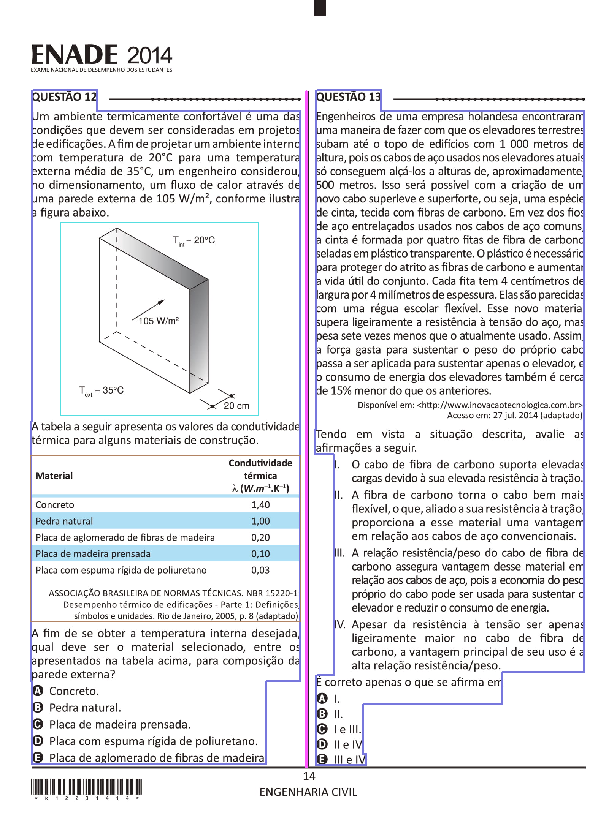 ENADE 2014
EXAME NACIONAL DE DESEMPENHO DOS ESTUDANTES
QUESTÃO 12
Um ambiente termicamente confortável é uma das
condições que devem ser consideradas em projetos
de edificações. A fim de projetar um ambiente interno
com temperatura de 20°C para uma temperatura
externa média de 35°C, um engenheiro considerou,
no dimensionamento, um fluxo de calor através de
uma parede externa de 105 W/m², conforme ilustra
a figura abaixo.
Tint – 20°C
105 W/m²
– 35°C
20 cm
A tabela a seguir apresenta os valores da condutividade
térmica para alguns materiais de construção.
Material
Condutividade
térmica
λ (W.m⁻¹.K⁻¹)
Concreto 1,40
Pedra natural 1,00
Placa de aglomerado de fibras de madeira 0,20
Placa de madeira prensada 0,10
Placa com espuma rígida de poliuretano 0,03
ASSOCIAÇÃO BRASILEIRA DE NORMAS TÉCNICAS. NBR 15220-1:
Desempenho térmico de edificações - Parte 1: Definições,
símbolos e unidades. Rio de Janeiro, 2005, p. 8 (adaptado).
A fim de se obter a temperatura interna desejada,
qual deve ser o material selecionado, entre os
apresentados na tabela acima, para composição da
parede externa?
A Concreto.
B Pedra natural.
C Placa de madeira prensada.
D Placa com espuma rígida de poliuretano.
E Placa de aglomerado de fibras de madeira
QUESTÃO 13
Engenheiros de uma empresa holandesa encontraram
uma maneira de fazer com que os elevadores terrestres
subam até o topo de edifícios com 1 000 metros de
altura, pois os cabos de aço usados nos elevadores atuais
só conseguem alçá-los a alturas de, aproximadamente,
500 metros. Isso será possível com a criação de um
novo cabo superleve e superforte, ou seja, uma espécie
de cinta, tecida com fibras de carbono. Em vez dos fios
de aço entrelaçados usados nos cabos de aço comuns,
a cinta é formada por quatro fitas de fibra de carbono
seladas em plástico transparente. O plástico é necessário
para proteger do atrito as fibras de carbono e aumentar
a vida útil do conjunto. Cada fita tem 4 centímetros de
largura por 4 milímetros de espessura. Elas são parecidas
com uma régua escolar flexível. Esse novo material
supera ligeiramente a resistência à tensão do aço, mas
pesa sete vezes menos que o atualmente usado. Assim,
a força gasta para sustentar o peso do próprio cabo
passa a ser aplicada para sustentar apenas o elevador, e
o consumo de energia dos elevadores também é cerca
de 15% menor do que os anteriores.
Disponível em: <http://www.inovacaotecnologica.com.br>.
Acesso em: 27 jul. 2014 (adaptado).
Tendo em vista a situação descrita, avalie as
afirmações a seguir.
I. O cabo de fibra de carbono suporta elevadas
cargas devido à sua elevada resistência à tração.
II. A fibra de carbono torna o cabo bem mais
flexível, o que, aliado a sua resistência à tração,
proporciona a esse material uma vantagem
em relação aos cabos de aço convencionais.
III. A relação resistência/peso do cabo de fibra de
carbono assegura vantagem desse material em
relação aos cabos de aço, pois a economia do peso
próprio do cabo pode ser usada para sustentar o
elevador e reduzir o consumo de energia.
IV. Apesar da resistência à tensão ser apenas
ligeiramente maior no cabo de fibra de
carbono, a vantagem principal de seu uso é a
alta relação resistência/peso.
É correto apenas o que se afirma em
A I.
B II.
C I e III.
D II e IV
E III e IV
14
ENGENHARIA CIVIL